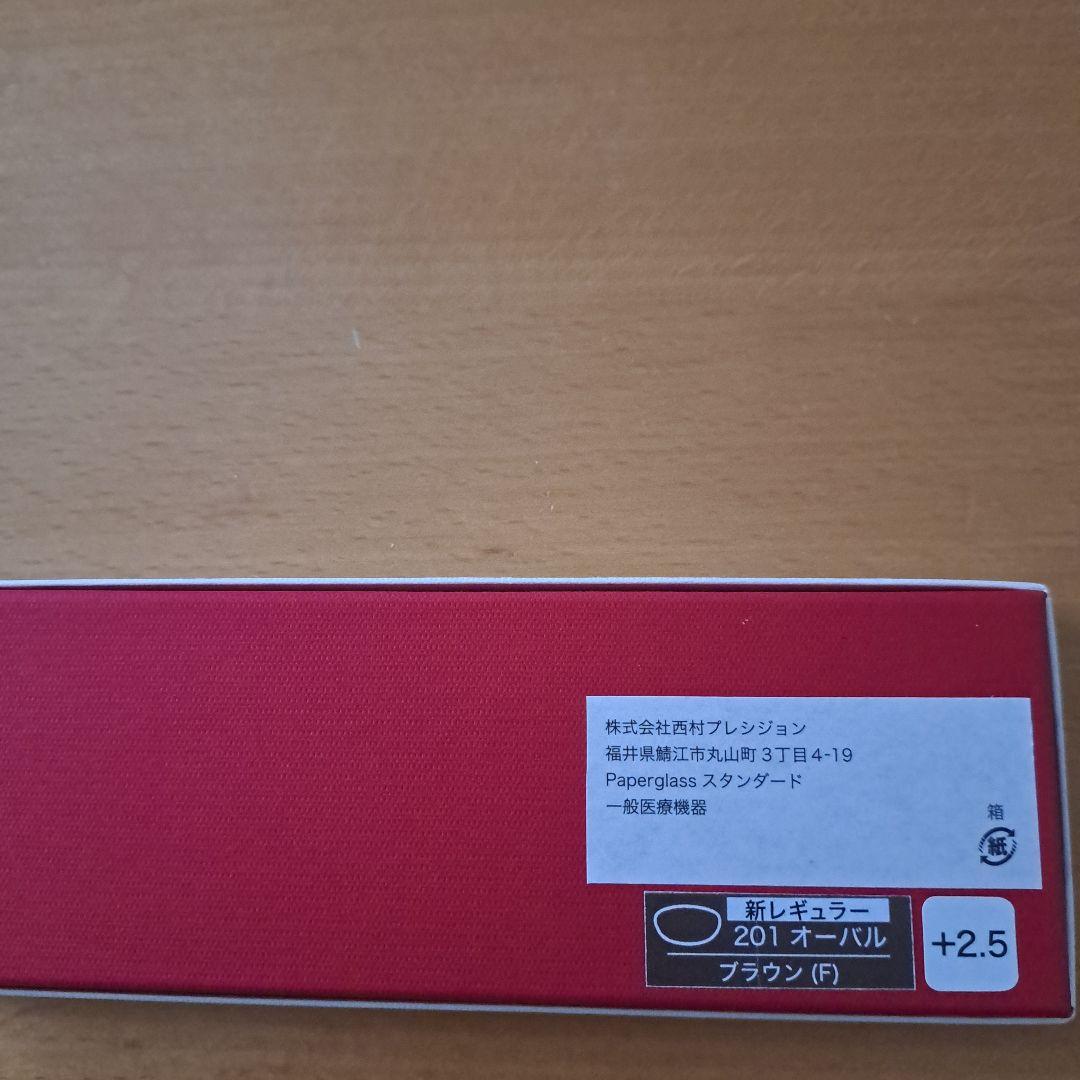 株式会社西村プレシジョン
福井県鯖江市丸山町3丁目4-19
Paperglass スタンダード
一般医療機器
箱
紙
新レギュラー
201 オーバル
ブラウン (F)
+2.5